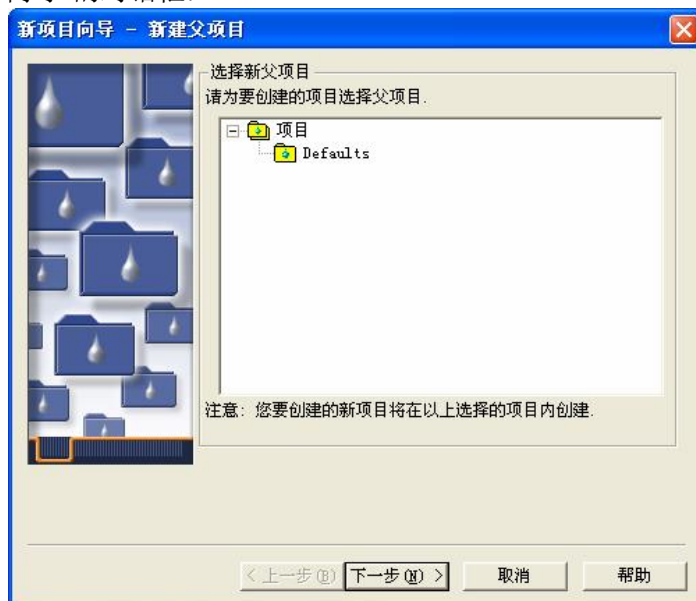 新项目向导 - 新建父项目
选择新父项目
请为要创建的项目选择父项目.
项目
Defaults
注意: 您要创建的新项目将在以上选择的项目内创建.
< 上一步(B)
下一步(N) >
取消
帮助